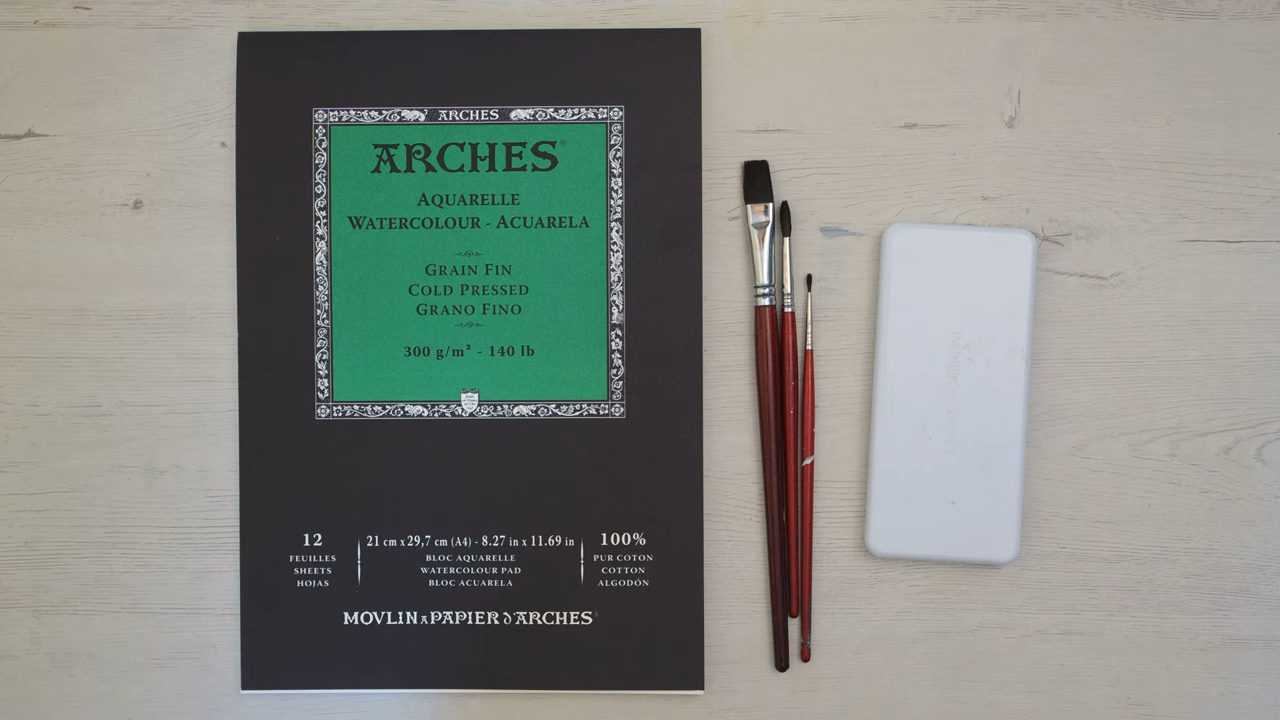 ARCHES
ARCHES®
AQUARELLE
WATERCOLOUR - ACUARELA
GRAIN FIN
COLD PRESSED
GRANO FINO
300 g/m² - 140 lb
12
FEUILLES
SHEETS
HOJAS
21 cm x 29,7 cm (A4) - 8.27 in x 11.69 in
BLOC AQUARELLE
WATERCOLOUR PAD
BLOC ACUARELA
100%
PUR COTON
COTTON
ALGODÓN
MOVLIN A PAPIER D'ARCHES®